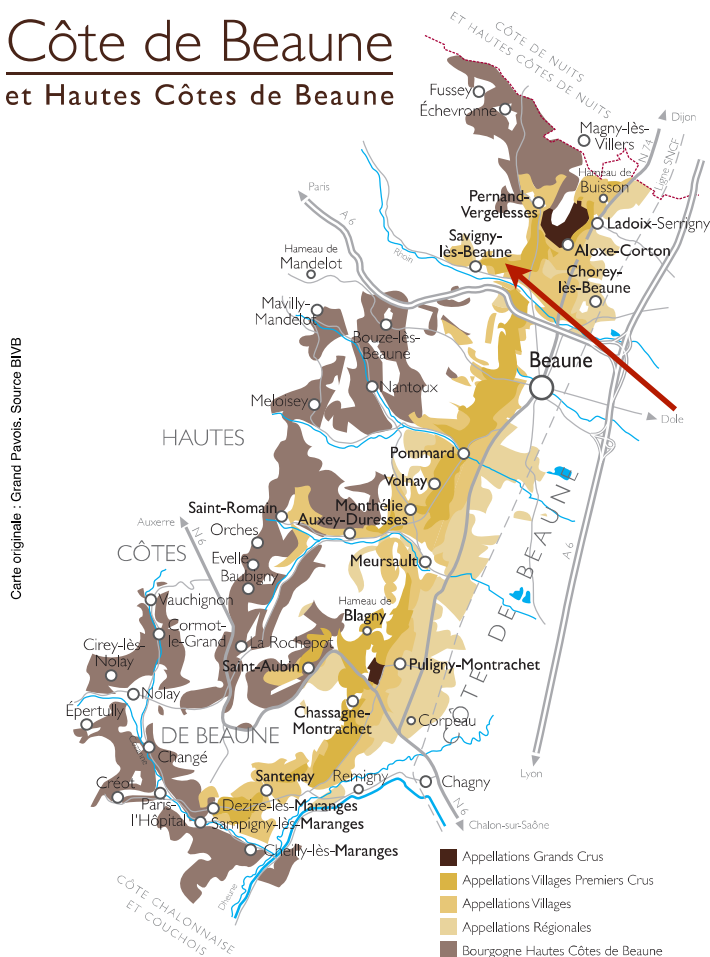 Côte de Beaune
et Hautes Côtes de Beaune
CÔTE DE NUITS
ET HAUTES CÔTES DE NUITS
Fussey
Échevronne
Magny-lès-
Villers
Dijon
N 74
Ligne SNCF
Hameau de
Buisson
Paris
A 6
Pernand-
Vergelesses
Ladoix-Serrigny
Savigny-
lès-Beaune
Aloxe-Corton
Rhoin
Hameau de
Mandelot
Chorey-
lès-Beaune
Mavilly-
Mandelot
Bouze-lès-
Beaune
Beaune
Nantoux
Meloisey
Dole
HAUTES
Pommard
Volnay
Saint-Romain
Monthélie
Auxey-Duresses
Auxerre
N 6
Orches
CÔTES
Evelle
Baubigny
Meursault
A 6
CÔTE DE BEAUNE
Vauchignon
Hameau de
Blagny
Cormot-
le-Grand
Cirey-lès-
Nolay
La Rochepot
Saint-Aubin
Puligny-Montrachet
Nolay
Épertully
Chassagne-
Montrachet
Corpeau
DE BEAUNE
Changé
Lyon
Créot
Santenay
Remigny
Chagny
Paris-
l'Hôpital
Dezize-lès-Maranges
Sampigny-lès-Maranges
N 6
Chalon-sur-Saône
Cheilly-lès-Maranges
Dheune
CÔTE CHALONNAISE
ET COUCHOIS
Appellations Grands Crus
Appellations Villages Premiers Crus
Appellations Villages
Appellations Régionales
Bourgogne Hautes Côtes de Beaune
Carte originale : Grand Pavois. Source BIVB